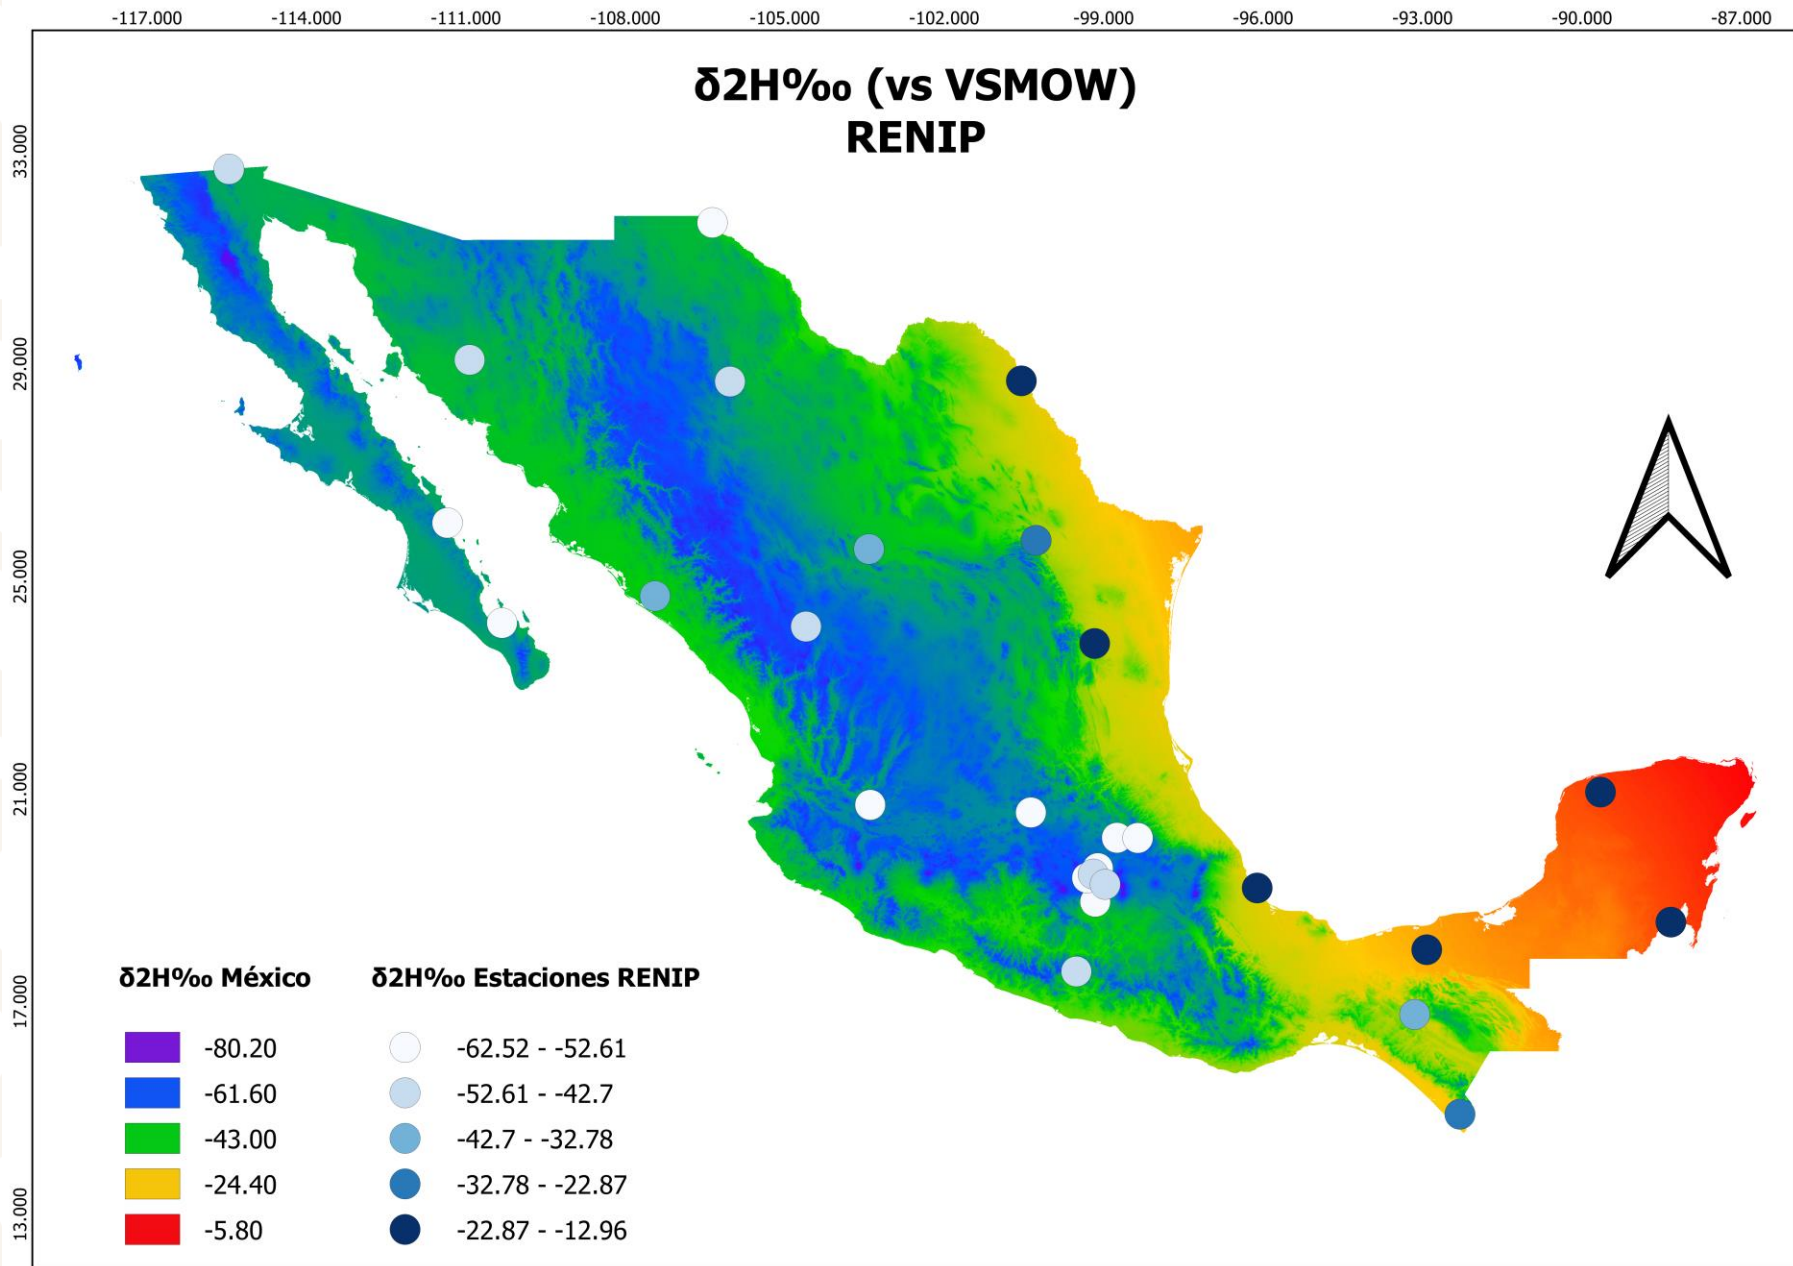 -117.000 -114.000 -111.000 -108.000 -105.000 -102.000 -99.000 -96.000 -93.000 -90.000 -87.000
δ2H‰ (vs VSMOW)
RENIP
33.000
29.000
25.000
21.000
17.000
13.000
δ2H‰ México
-80.20
-61.60
-43.00
-24.40
-5.80
δ2H‰ Estaciones RENIP
-62.52 - -52.61
-52.61 - -42.7
-42.7 - -32.78
-32.78 - -22.87
-22.87 - -12.96